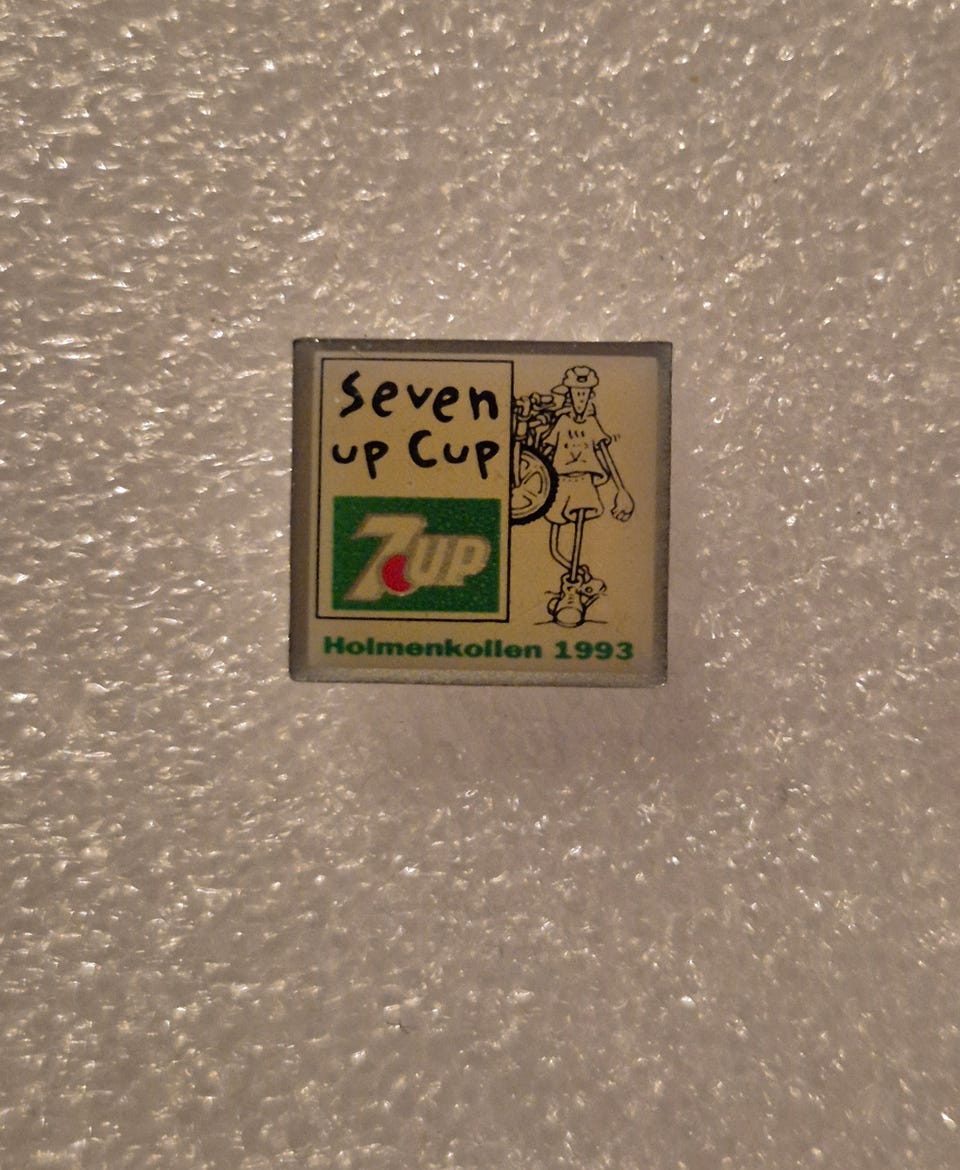 seven
up Cup
7UP
Holmenkollen 1993